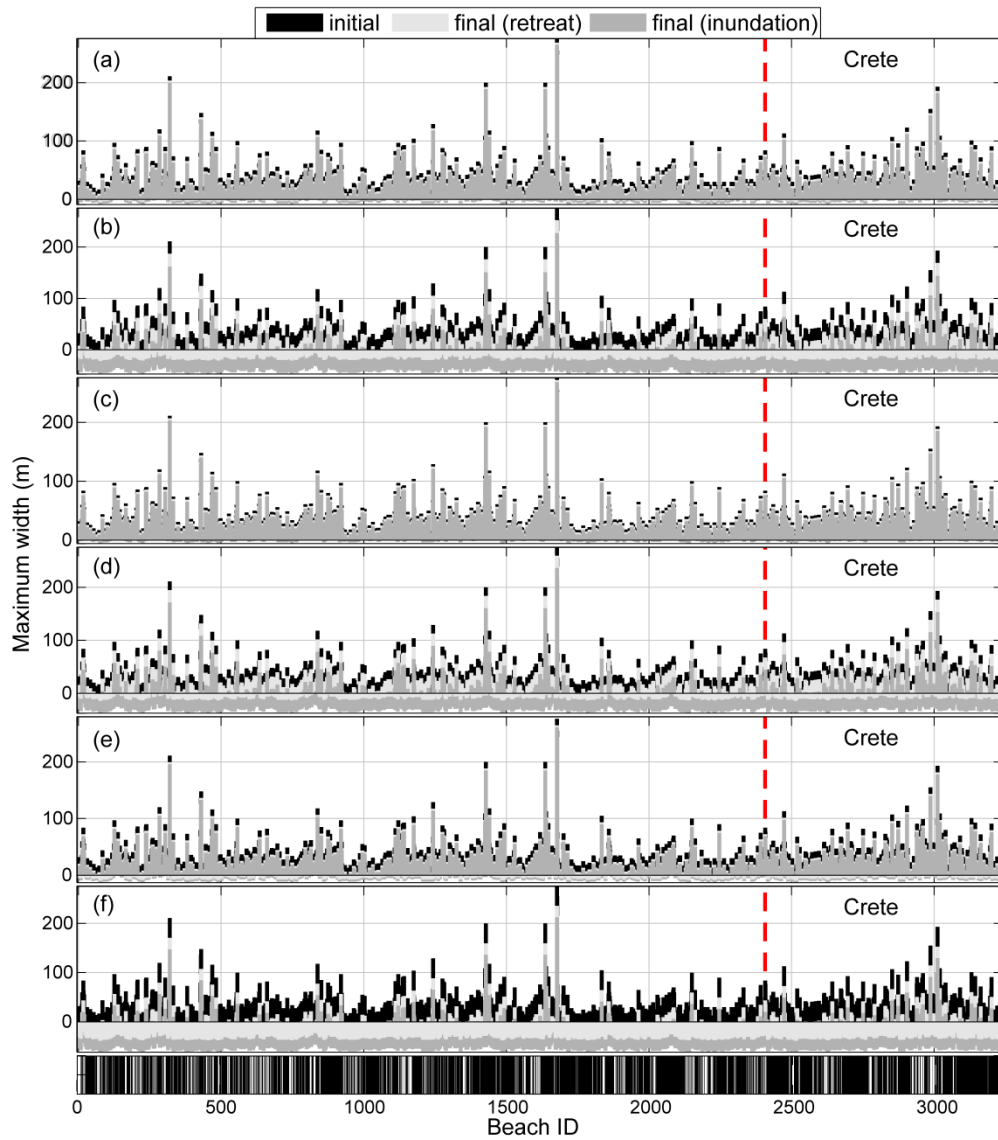 initial final (retreat) final (inundation)
(a) Crete
200
100
0
(b) Crete
200
100
0
(c) Crete
200
100
0
(d) Crete
200
100
0
(e) Crete
200
100
0
(f) Crete
200
100
0
Maximum width (m)
0 500 1000 1500 2000 2500 3000
Beach ID